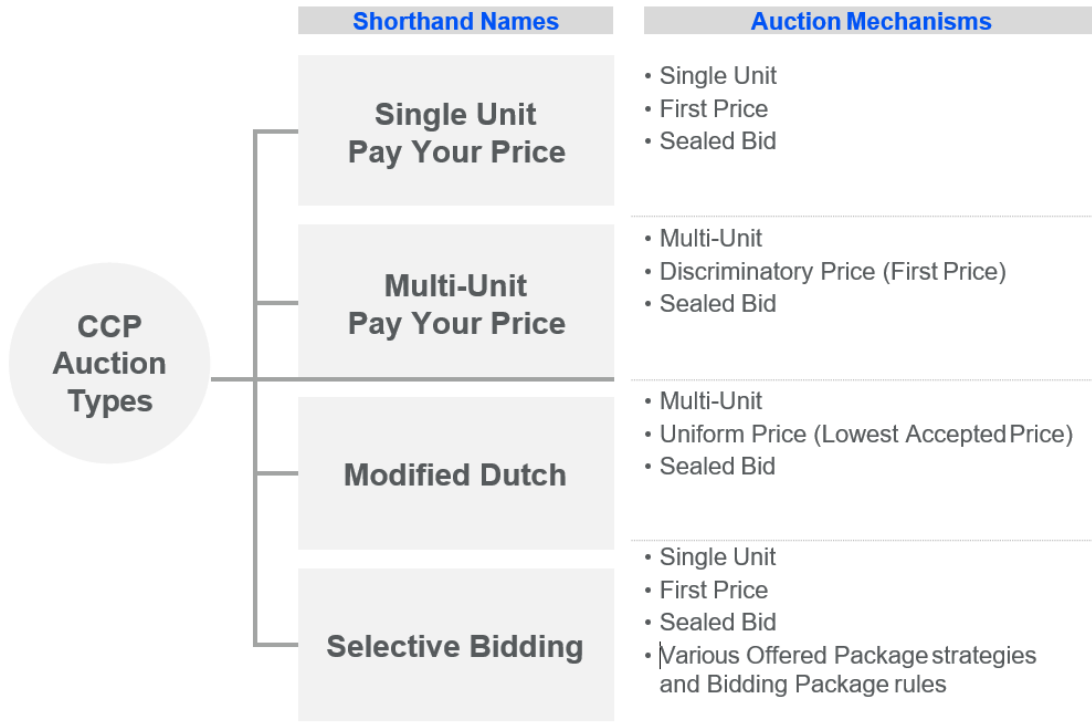 Shorthand Names
Auction Mechanisms
CCP
Auction
Types
Single Unit
Pay Your Price
• Single Unit
• First Price
• Sealed Bid
Multi-Unit
Pay Your Price
• Multi-Unit
• Discriminatory Price (First Price)
• Sealed Bid
Modified Dutch
• Multi-Unit
• Uniform Price (Lowest Accepted Price)
• Sealed Bid
Selective Bidding
• Single Unit
• First Price
• Sealed Bid
• Various Offered Package strategies
and Bidding Package rules